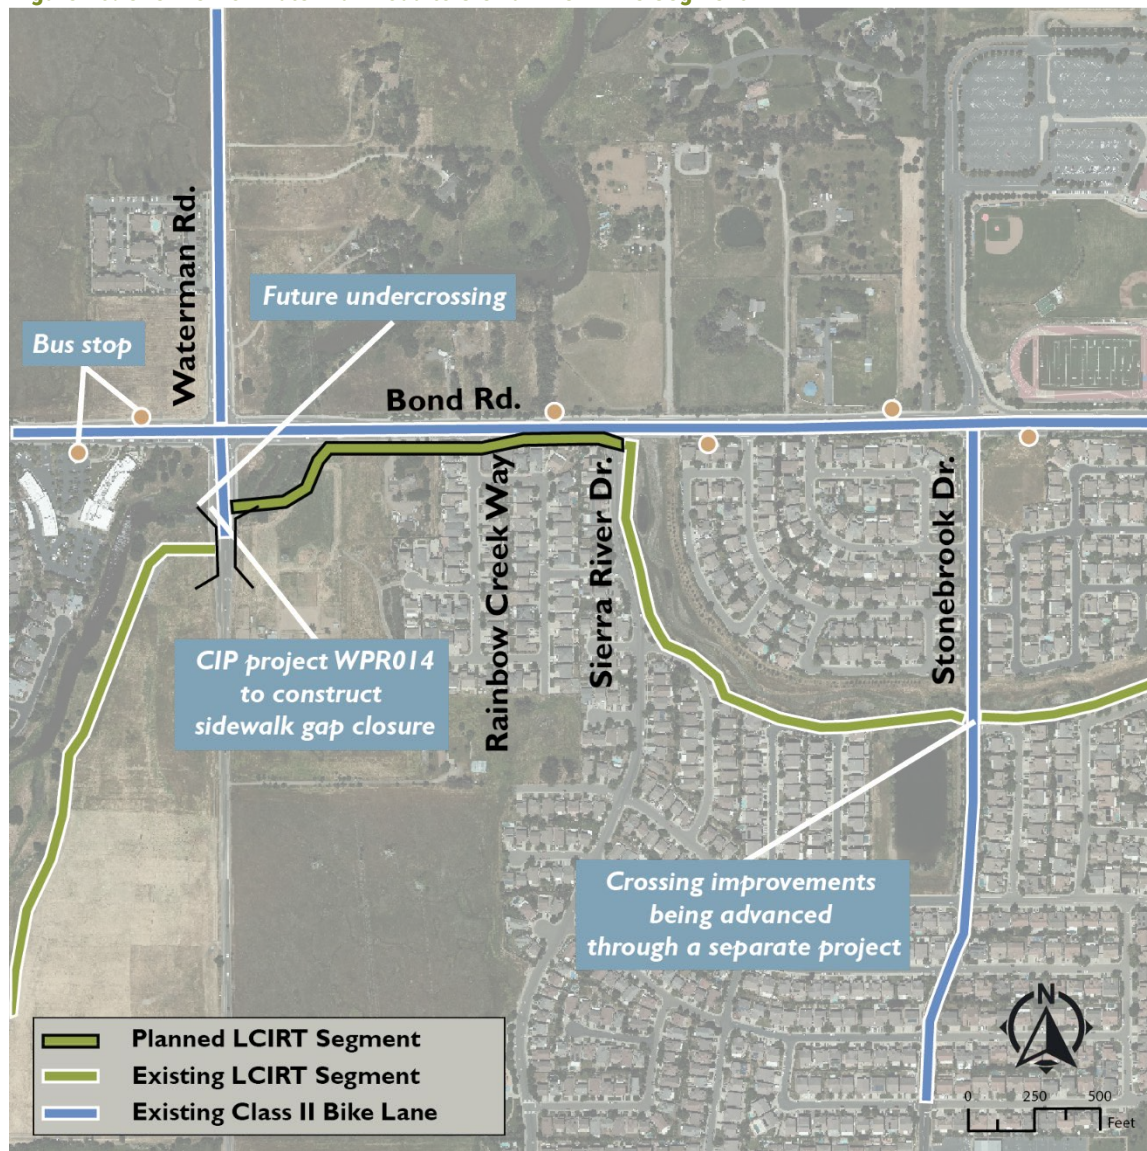 Waterman Rd.
Future undercrossing
Bus stop
Bond Rd.
Rainbow Creek Way
Sierra River Dr.
Stonebrook Dr.
CIP project WPR014
to construct
sidewalk gap closure
Crossing improvements
being advanced
through a separate project
N
Planned LCIRT Segment
Existing LCIRT Segment
Existing Class II Bike Lane
0 250 500
Feet